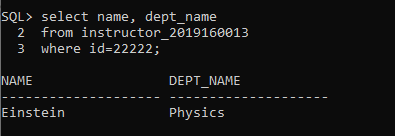 SQL> select name, dept_name
  2  from instructor_2019160013
  3  where id=22222;
NAME                 DEPT_NAME
-------------------- --------------------
Einstein             Physics